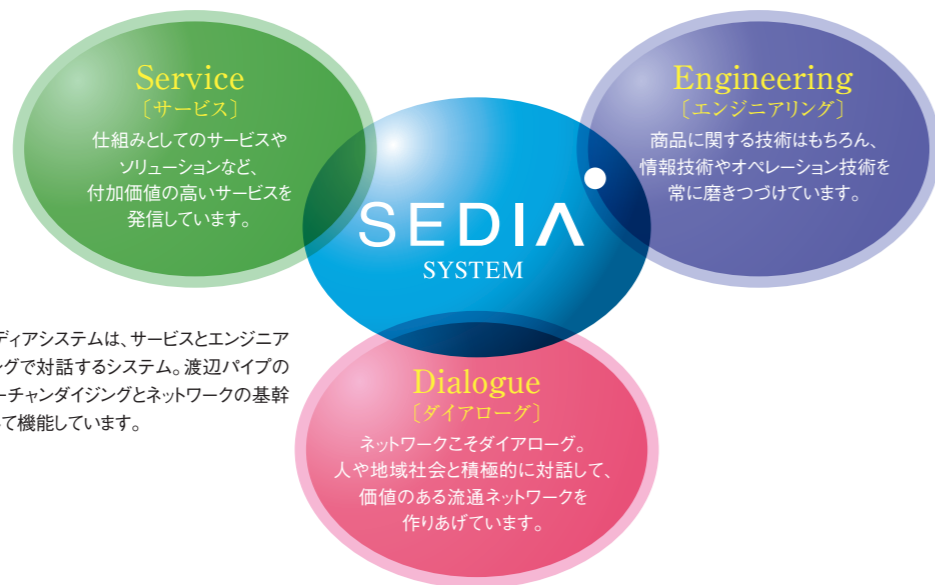 Service
〔サービス〕
仕組みとしてのサービスや
ソリューションなど、
付加価値の高いサービスを
発信しています。
Engineering
〔エンジニアリング〕
商品に関する技術はもちろん、
情報技術やオペレーション技術を
常に磨きつづけています。
SEDIA
SYSTEM
ディアシステムは、サービスとエンジニア
ングで対話するシステム。渡辺パイプの
ーチャンダイジングとネットワークの基幹
て機能しています。
Dialogue
〔ダイアローグ〕
ネットワークこそダイアローグ。
人や地域社会と積極的に対話して、
価値のある流通ネットワークを
作りあげています。